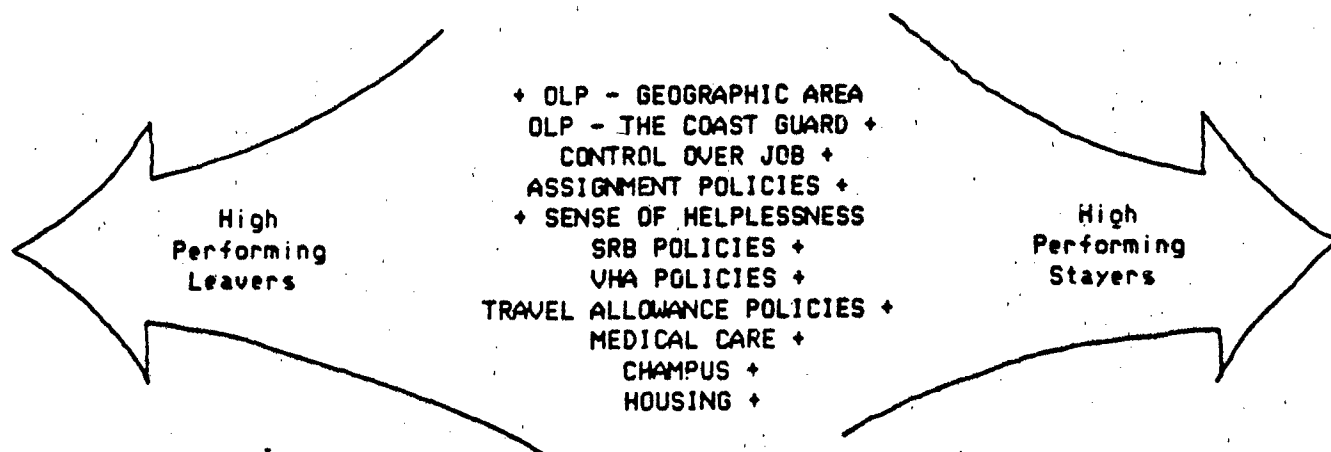 + OLP - GEOGRAPHIC AREA
OLP - THE COAST GUARD +
CONTROL OVER JOB +
ASSIGNMENT POLICIES +
+ SENSE OF HELPLESSNESS
SRB POLICIES +
VHA POLICIES +
TRAVEL ALLOWANCE POLICIES +
MEDICAL CARE +
CHAMPUS +
HOUSING +
High
Performing
Leavers
High
Performing
Stayers